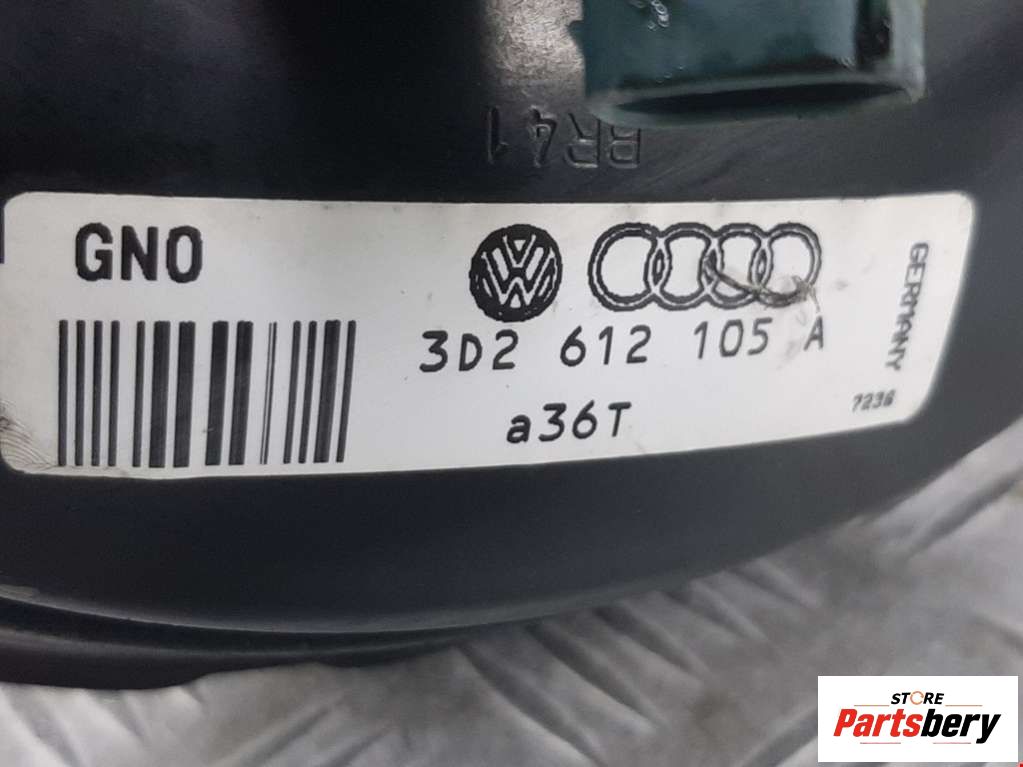 BR41
GNO
3D2 612 105 A
a36T
GERMANY
7236
STORE
Partsbery